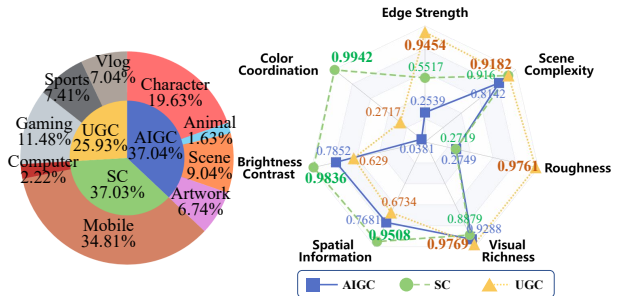 Vlog
7.04%
Sports
7.41%
Character
19.63%
Gaming
11.48%
UGC
25.93%
AIGC
37.04%
Animal
1.63%
Scene
9.04%
Computer
2.22%
SC
37.03%
Artwork
6.74%
Mobile
34.81%
Edge Strength
0.9454
Color
Coordination
0.9942
0.5517
0.9182
0.916
0.8142
Scene
Complexity
0.2717
0.2539
0.0381
0.2719
0.2749
Brightness
Contrast
0.7852
0.629
0.9836
0.9761
Roughness
0.6734
0.7681
0.9508
Spatial
Information
0.8879
0.9288
0.9769
Visual
Richness
AIGC
SC
UGC